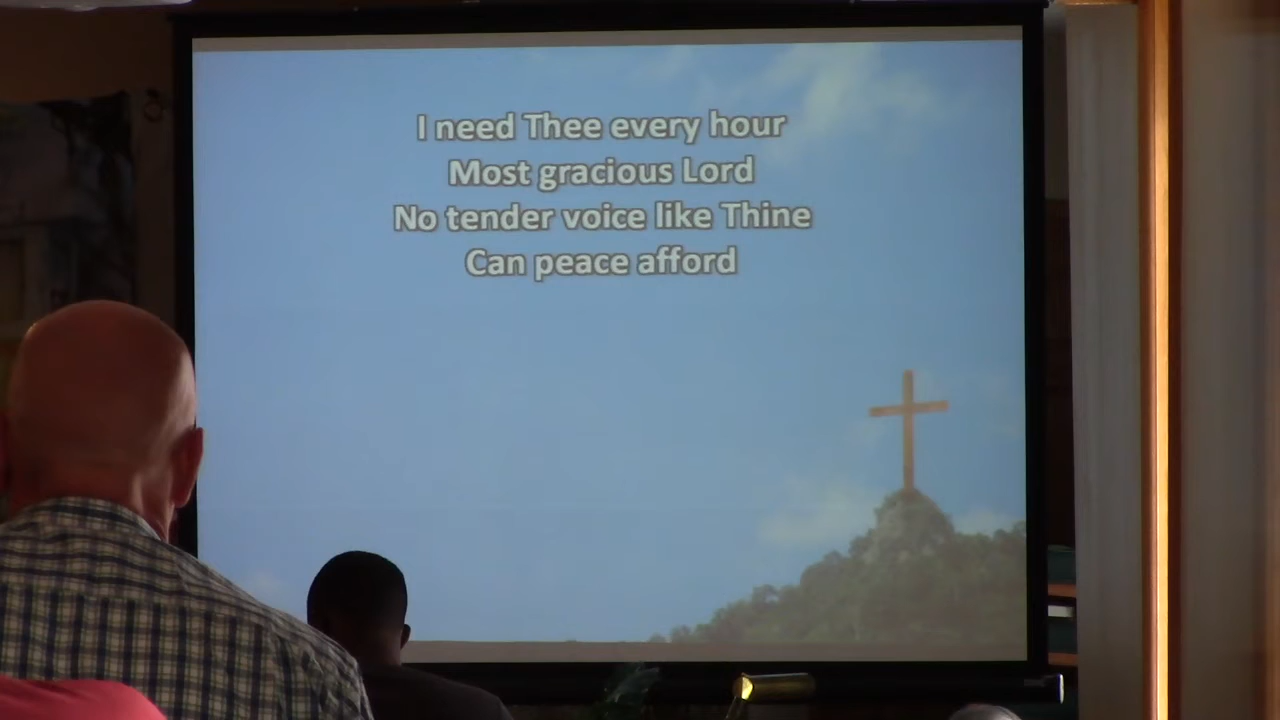 I need Thee every hour
Most gracious Lord
No tender voice like Thine
Can peace afford